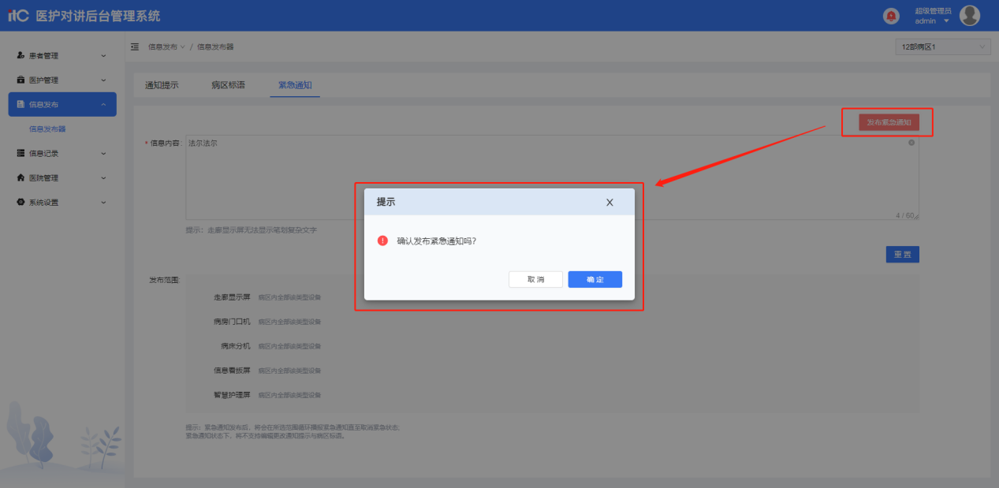 itC 医护对讲后台管理系统
超级管理员
admin
患者管理
医护管理
信息发布
信息发布器
信息记录
医院管理
系统设置
信息发布 / 信息发布器
12部病区1
通知提示 病区标语 紧急通知
发布紧急通知
* 信息内容: 法尔法尔
4 / 60
提示：走廊显示屏无法显示笔划复杂文字
重 置
提示 X
确认发布紧急通知吗?
取 消 确 定
发布范围:
走廊显示屏 病区内全部该类型设备
病房门口机 病区内全部该类型设备
病床分机 病区内全部该类型设备
信息看板屏 病区内全部该类型设备
智慧护理屏 病区内全部该类型设备
提示：紧急通知发布后，将会在所选范围循环播报紧急通知直至取消紧急状态;
紧急通知状态下，将不支持编辑更改通知提示与病区标语。